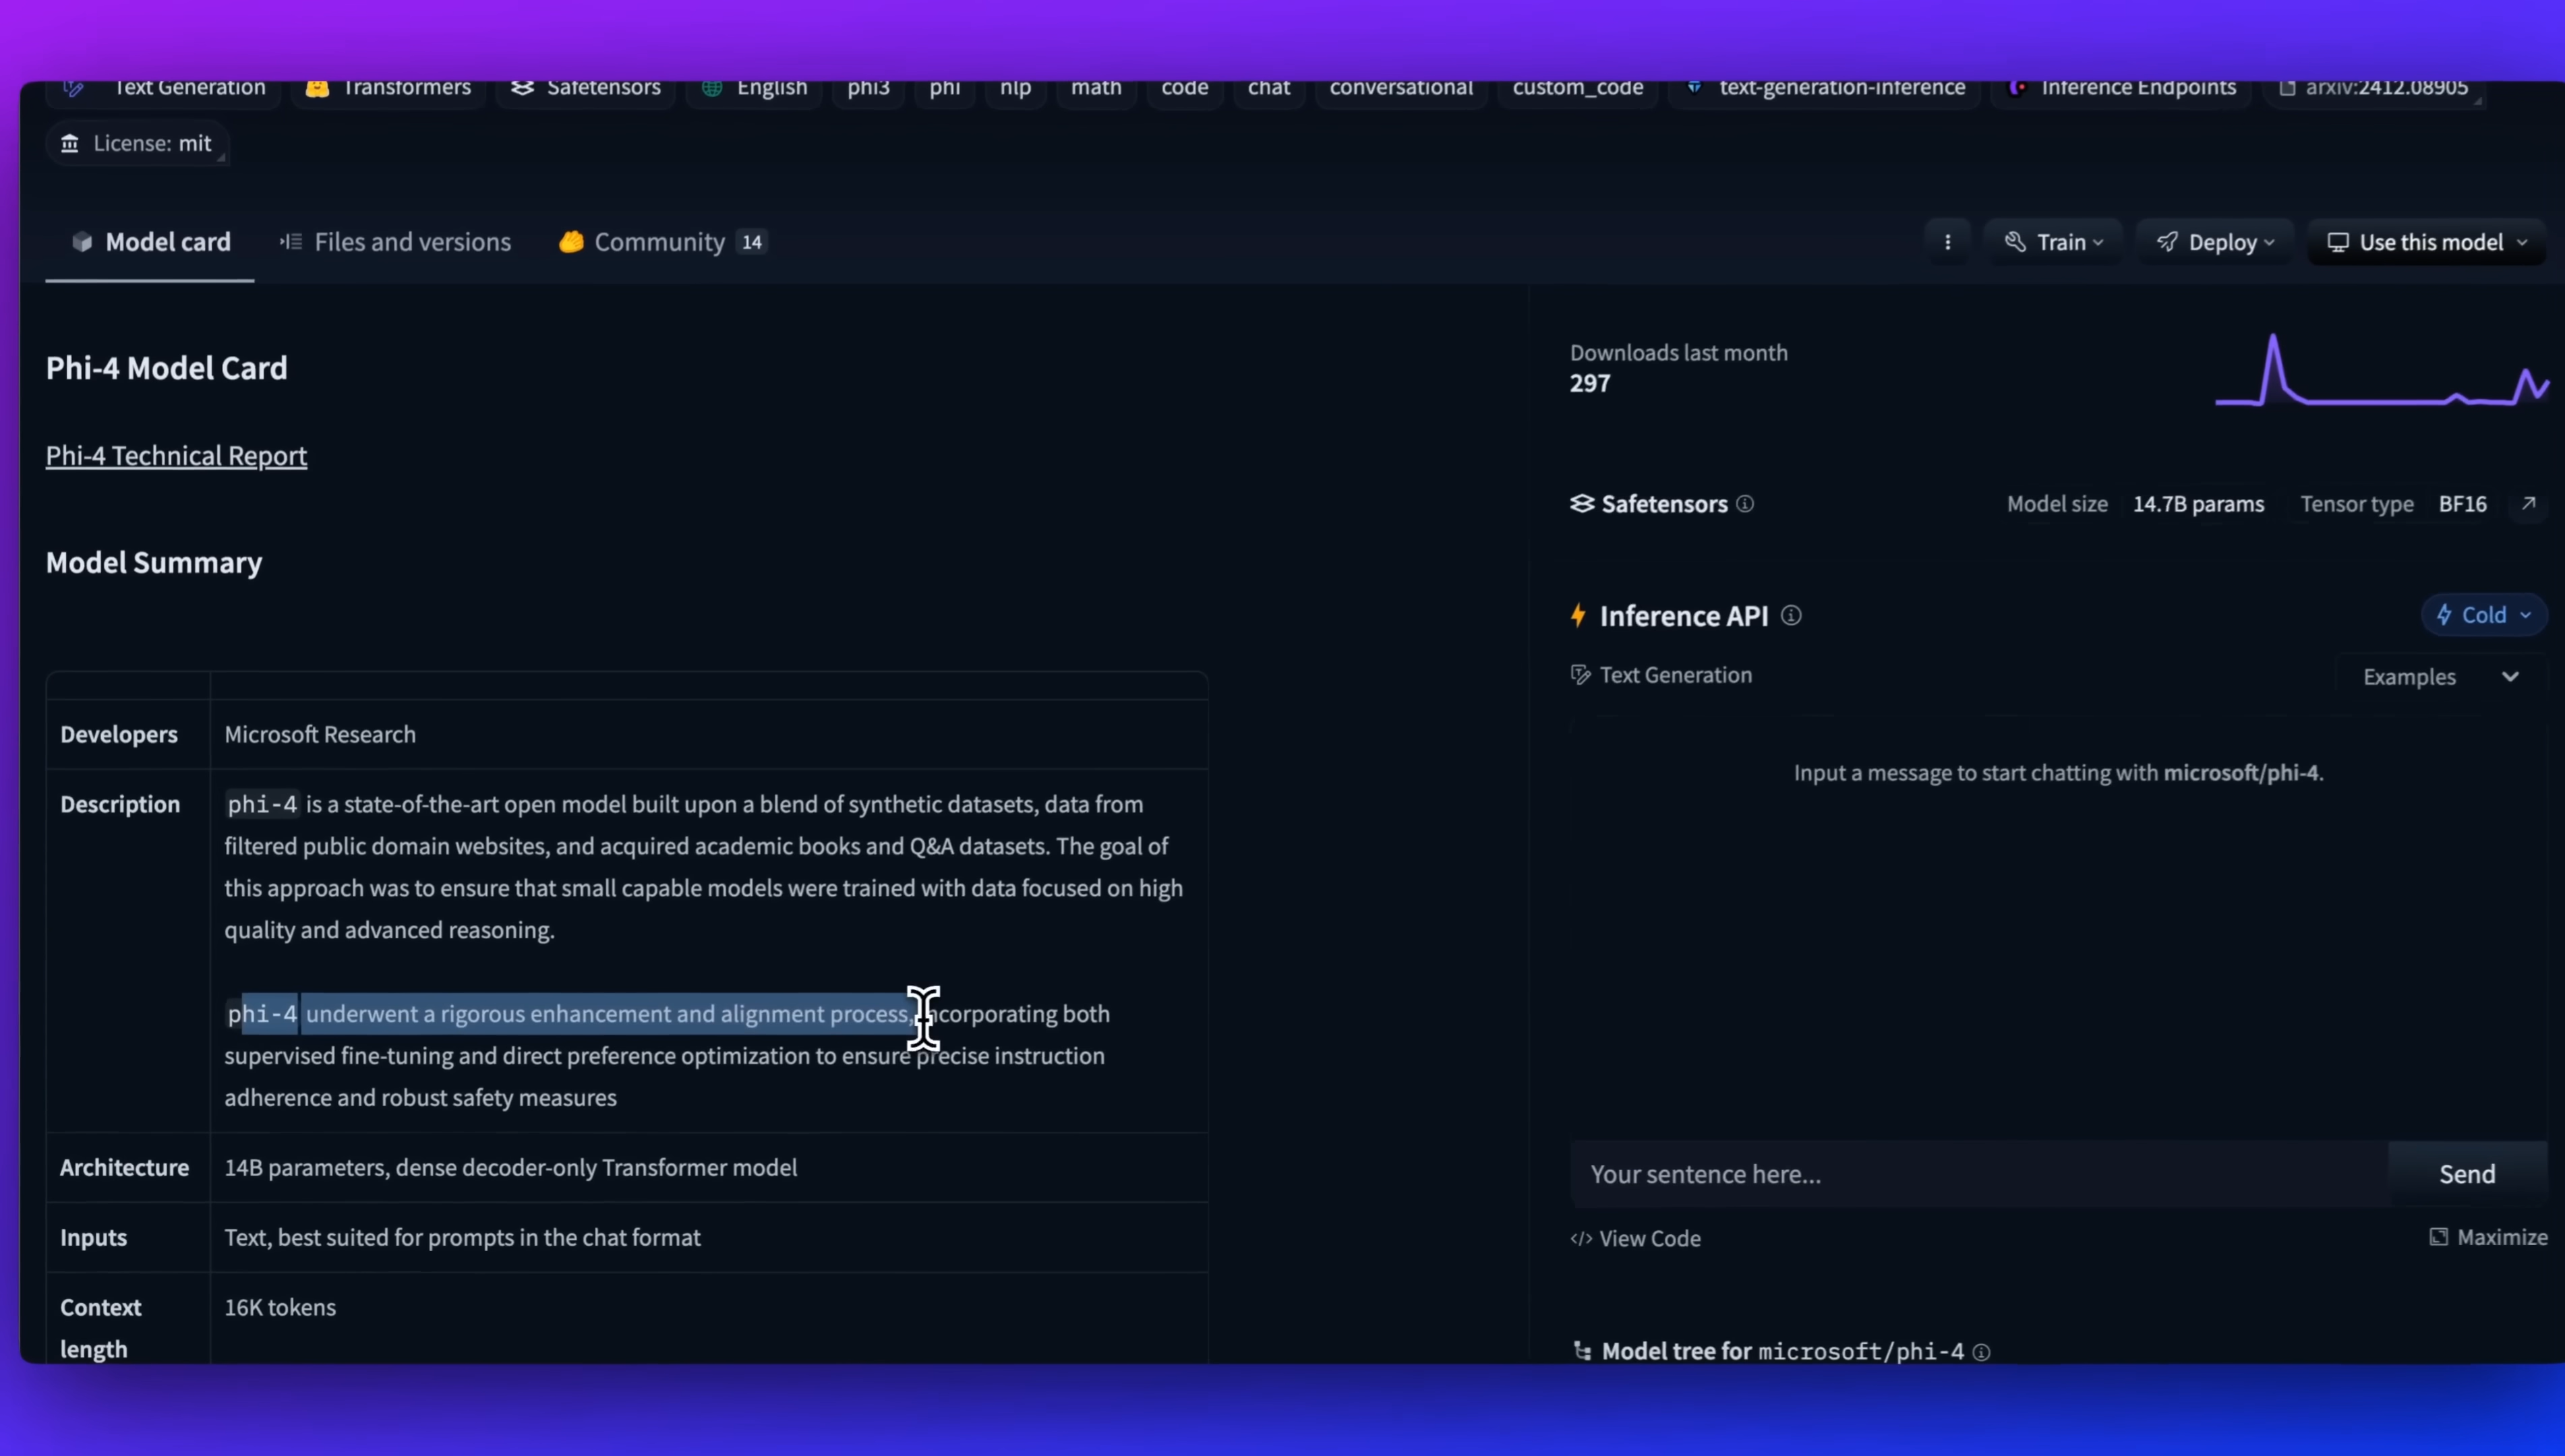 Text Generation Transformers Safetensors English phi3 phi nlp math code chat conversational custom_code text-generation-inference Inference Endpoints arxiv:2412.08905
License: mit
Model card Files and versions Community 14 Train Deploy Use this model
Phi-4 Model Card
Phi-4 Technical Report
Model Summary
Developers Microsoft Research
Description phi-4 is a state-of-the-art open model built upon a blend of synthetic datasets, data from
filtered public domain websites, and acquired academic books and Q&A datasets. The goal of
this approach was to ensure that small capable models were trained with data focused on high
quality and advanced reasoning.
phi-4 underwent a rigorous enhancement and alignment process, incorporating both
supervised fine-tuning and direct preference optimization to ensure precise instruction
adherence and robust safety measures
Architecture 14B parameters, dense decoder-only Transformer model
Inputs Text, best suited for prompts in the chat format
Context 16K tokens
length
Downloads last month
297
Safetensors Model size 14.7B params Tensor type BF16
Inference API Cold
Text Generation Examples
Input a message to start chatting with microsoft/phi-4.
Your sentence here... Send
</> View Code Maximize
Model tree for microsoft/phi-4